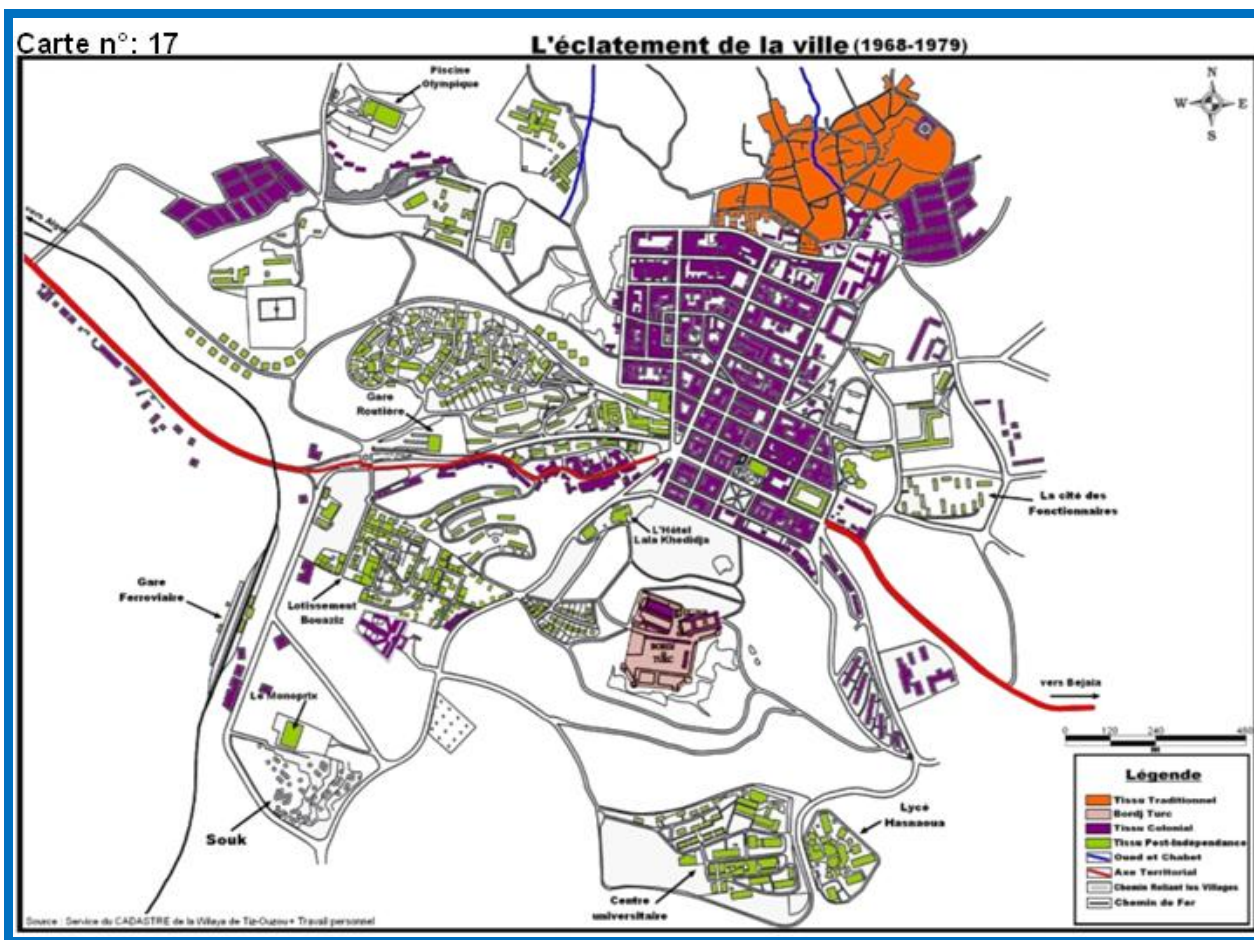 Carte n°: 17
L'éclatement de la ville (1968-1979)
Piscine
Olympique
N
W
E
S
vers Alger
Gare
Routière
L'Hôtel
Lala Khedidja
La cité des
Fonctionnaires
Gare
Ferroviaire
Lotissement
Bouaziz
BORDJ
TURC
vers Bejaia
Le Monoprix
0 120 240 480
m
Souk
Lycé
Hasnaoua
Centre
universitaire
Légende
Tissu Traditionnel
Bordj Turc
Tissu Colonial
Tissu Post-Indépendance
Oued et Chabet
Axe Territorial
Chemin Reliant les Villages
Chemin de Fer
Source : Service du CADASTRE de la Wilaya de Tizi-Ouzou+ Travail personnel